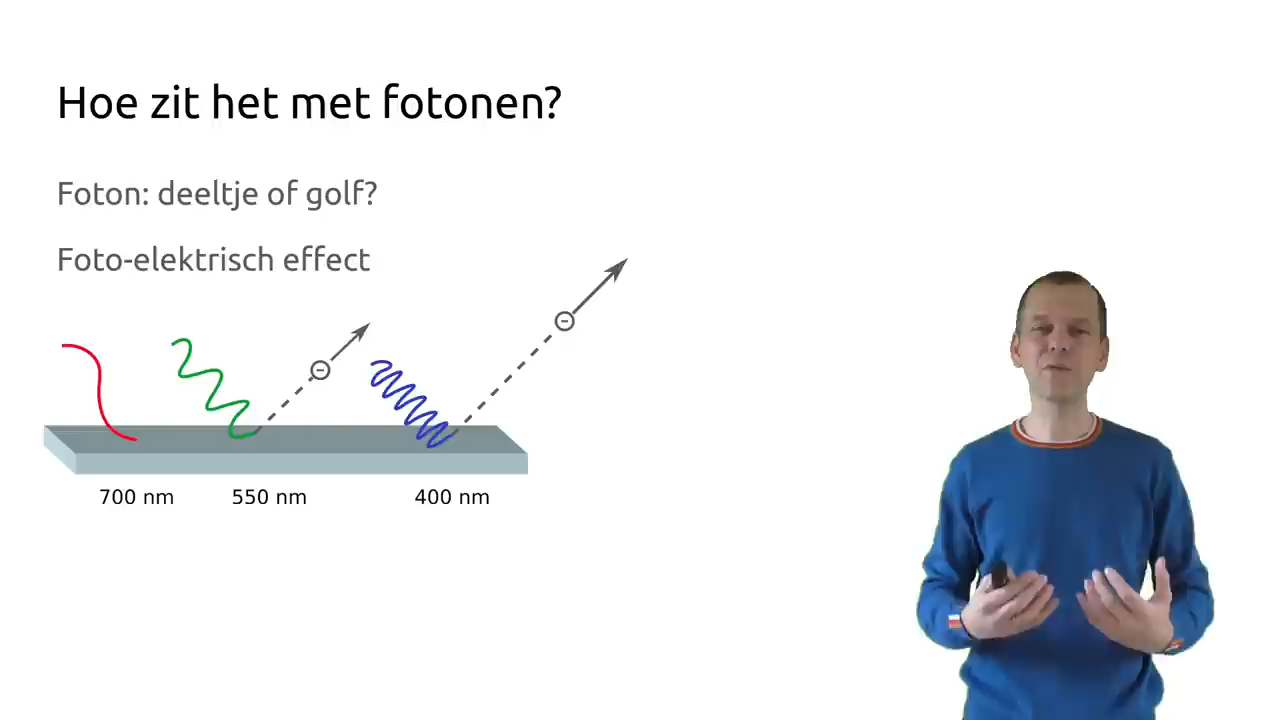 Hoe zit het met fotonen?
Foton: deeltje of golf?
Foto-elektrisch effect
700 nm 550 nm 400 nm